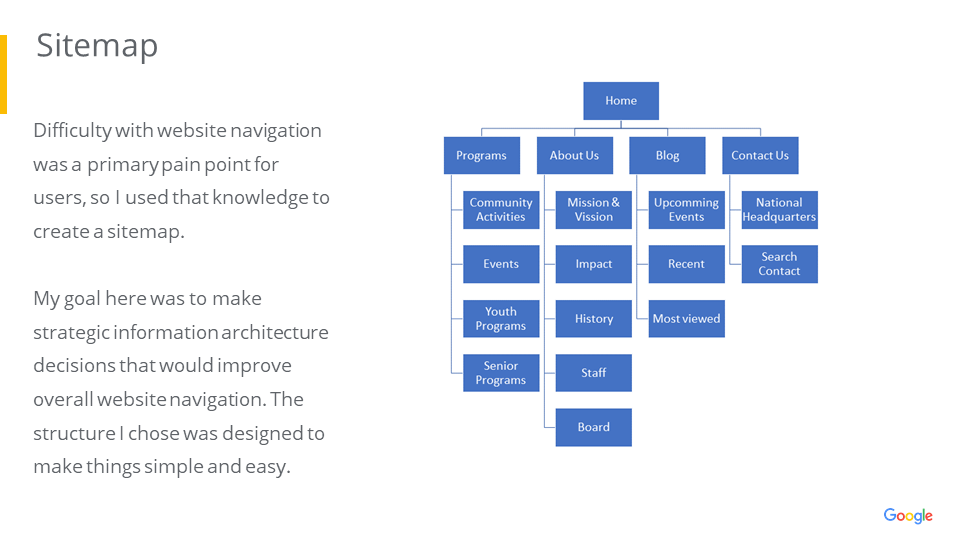 Sitemap
Difficulty with website navigation
was a primary pain point for
users, so I used that knowledge to
create a sitemap.
My goal here was to make
strategic information architecture
decisions that would improve
overall website navigation. The
structure I chose was designed to
make things simple and easy.
Home
Programs
About Us
Blog
Contact Us
Community
Activities
Mission &
Vission
Upcomming
Events
National
Headquarters
Events
Impact
Recent
Search
Contact
Youth
Programs
History
Most viewed
Senior
Programs
Staff
Board
Google